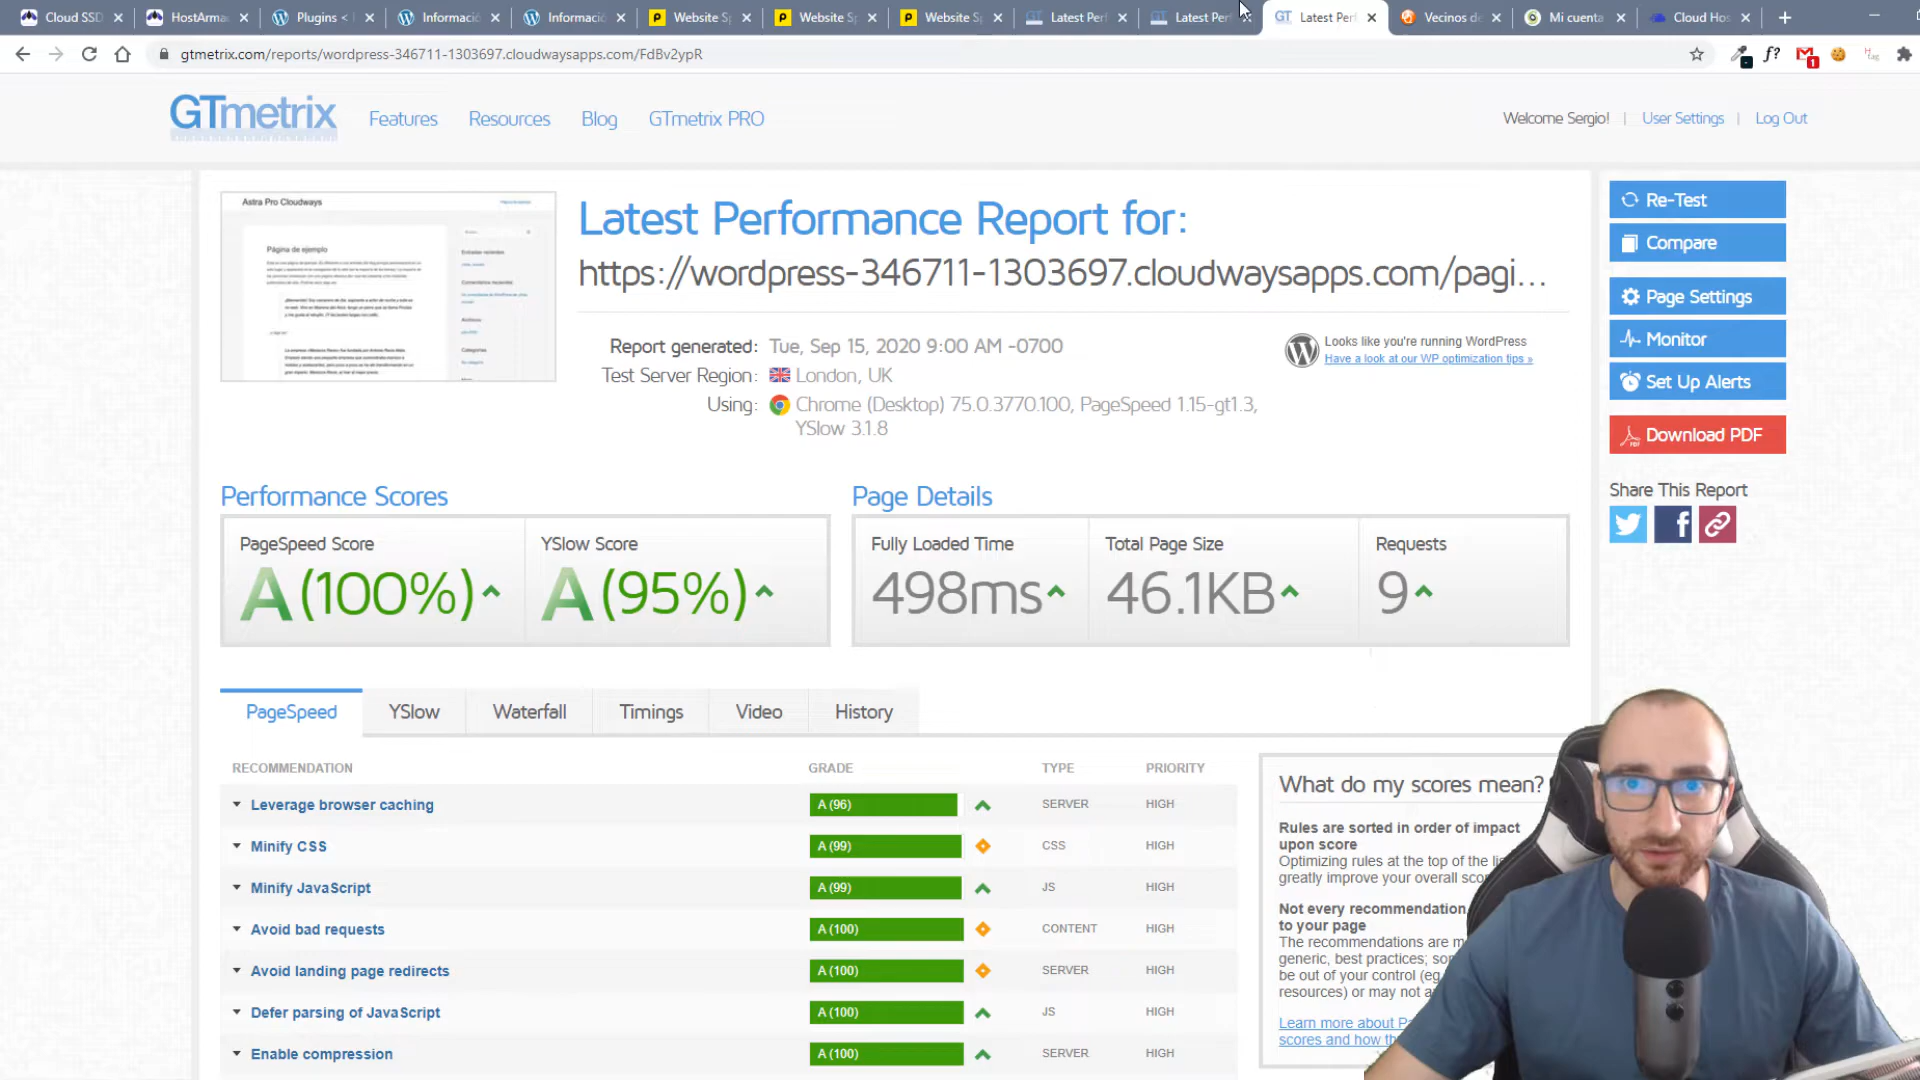 Cloud SSD
HostArma
Plugins <
Informació
Informació
Website Sp
Website Sp
Website Sp
Latest Perf
Latest Perf
Latest Perf
Vecinos de
Mi cuenta
Cloud Hos
gtmetrix.com/reports/wordpress-346711-1303697.cloudwaysapps.com/FdBv2ypR
f?
1
GTmetrix
Features
Resources
Blog
GTmetrix PRO
Welcome Sergio! | User Settings | Log Out
Astra Pro Cloudways
Página de ejemplo
Latest Performance Report for:
https://wordpress-346711-1303697.cloudwaysapps.com/pagi...
Report generated: Tue, Sep 15, 2020 9:00 AM -0700
Test Server Region: London, UK
Using: Chrome (Desktop) 75.0.3770.100, PageSpeed 1.15-gt1.3,
YSlow 3.1.8
Looks like you're running WordPress
Have a look at our WP optimization tips »
Re-Test
Compare
Page Settings
Monitor
Set Up Alerts
Download PDF
Share This Report
Performance Scores
PageSpeed Score
A (100%)
YSlow Score
A (95%)
Page Details
Fully Loaded Time
498ms
Total Page Size
46.1KB
Requests
9
PageSpeed
YSlow
Waterfall
Timings
Video
History
RECOMMENDATION GRADE TYPE PRIORITY
Leverage browser caching A (96) SERVER HIGH
Minify CSS A (99) CSS HIGH
Minify JavaScript A (99) JS HIGH
Avoid bad requests A (100) CONTENT HIGH
Avoid landing page redirects A (100) SERVER HIGH
Defer parsing of JavaScript A (100) JS HIGH
Enable compression A (100) SERVER HIGH
What do my scores mean?
Rules are sorted in order of impact
upon score
Optimizing rules at the top of the
greatly improve your overall
Not every recommendation
to your page
The recommendations are
generic, best practices;
be out of your control (eg
resources) or may not
Learn more about
scores and how